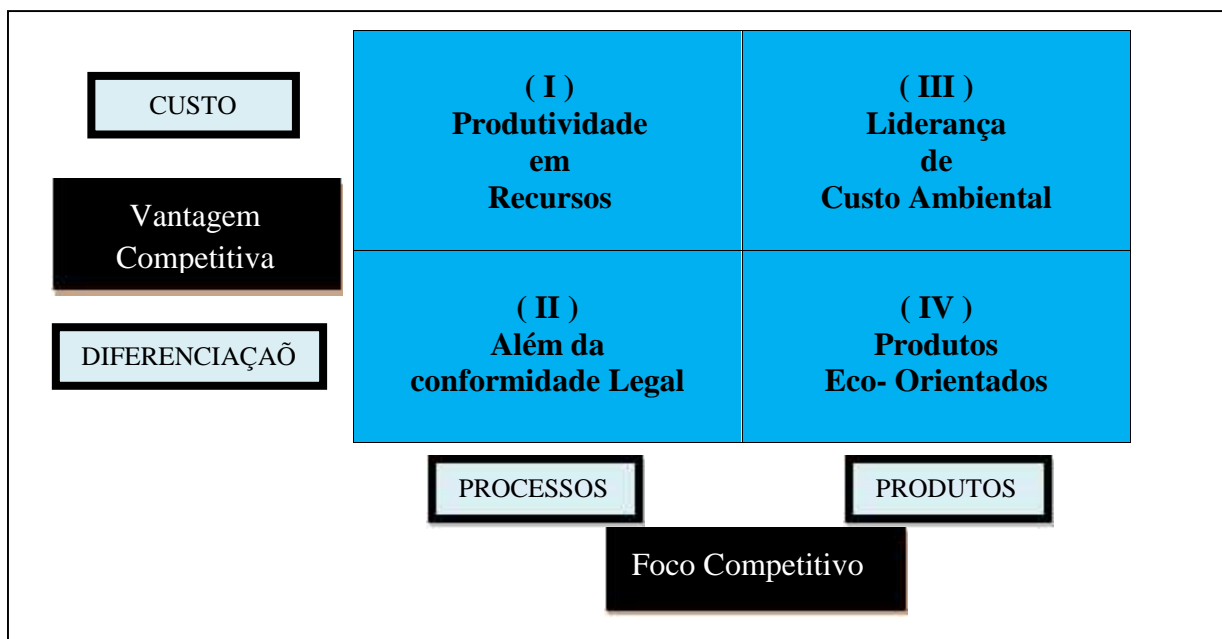 CUSTO
Vantagem
Competitiva
DIFERENCIAÇAÕ
( I )
Produtividade
em
Recursos
( III )
Liderança
de
Custo Ambiental
( II )
Além da
conformidade Legal
( IV )
Produtos
Eco- Orientados
PROCESSOS
PRODUTOS
Foco Competitivo